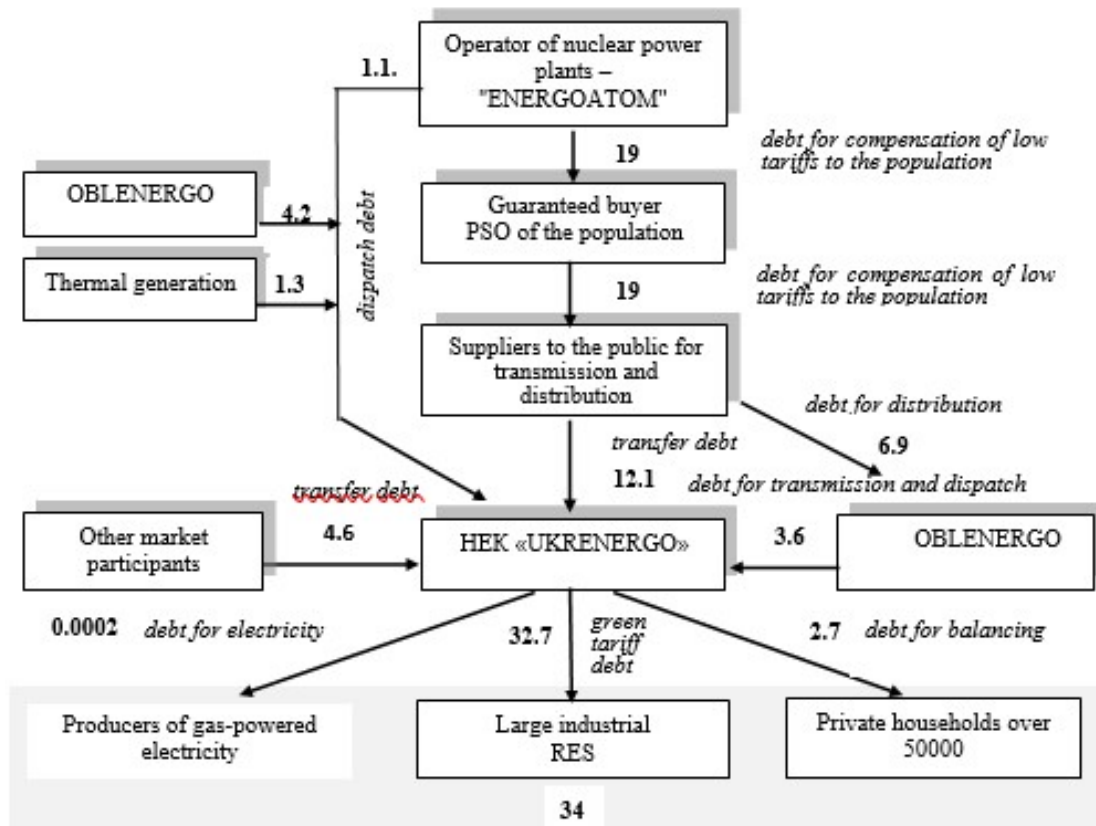 Operator of nuclear power
plants –
"ENERGOATOM"
1.1.
19
debt for compensation of low
tariffs to the population
OBLENERGO
4.2
Guaranteed buyer
PSO of the population
dispatch debt
Thermal generation
1.3
19
debt for compensation of low
tariffs to the population
Suppliers to the public for
transmission and
distribution
debt for distribution
6.9
transfer debt
12.1
debt for transmission and dispatch
transfer debt
4.6
Other market
participants
HEK «UKRENERGO»
3.6
OBLENERGO
0.0002 debt for electricity
32.7
green
tariff
debt
2.7 debt for balancing
Producers of gas-powered
electricity
Large industrial
RES
Private households over
50000
34